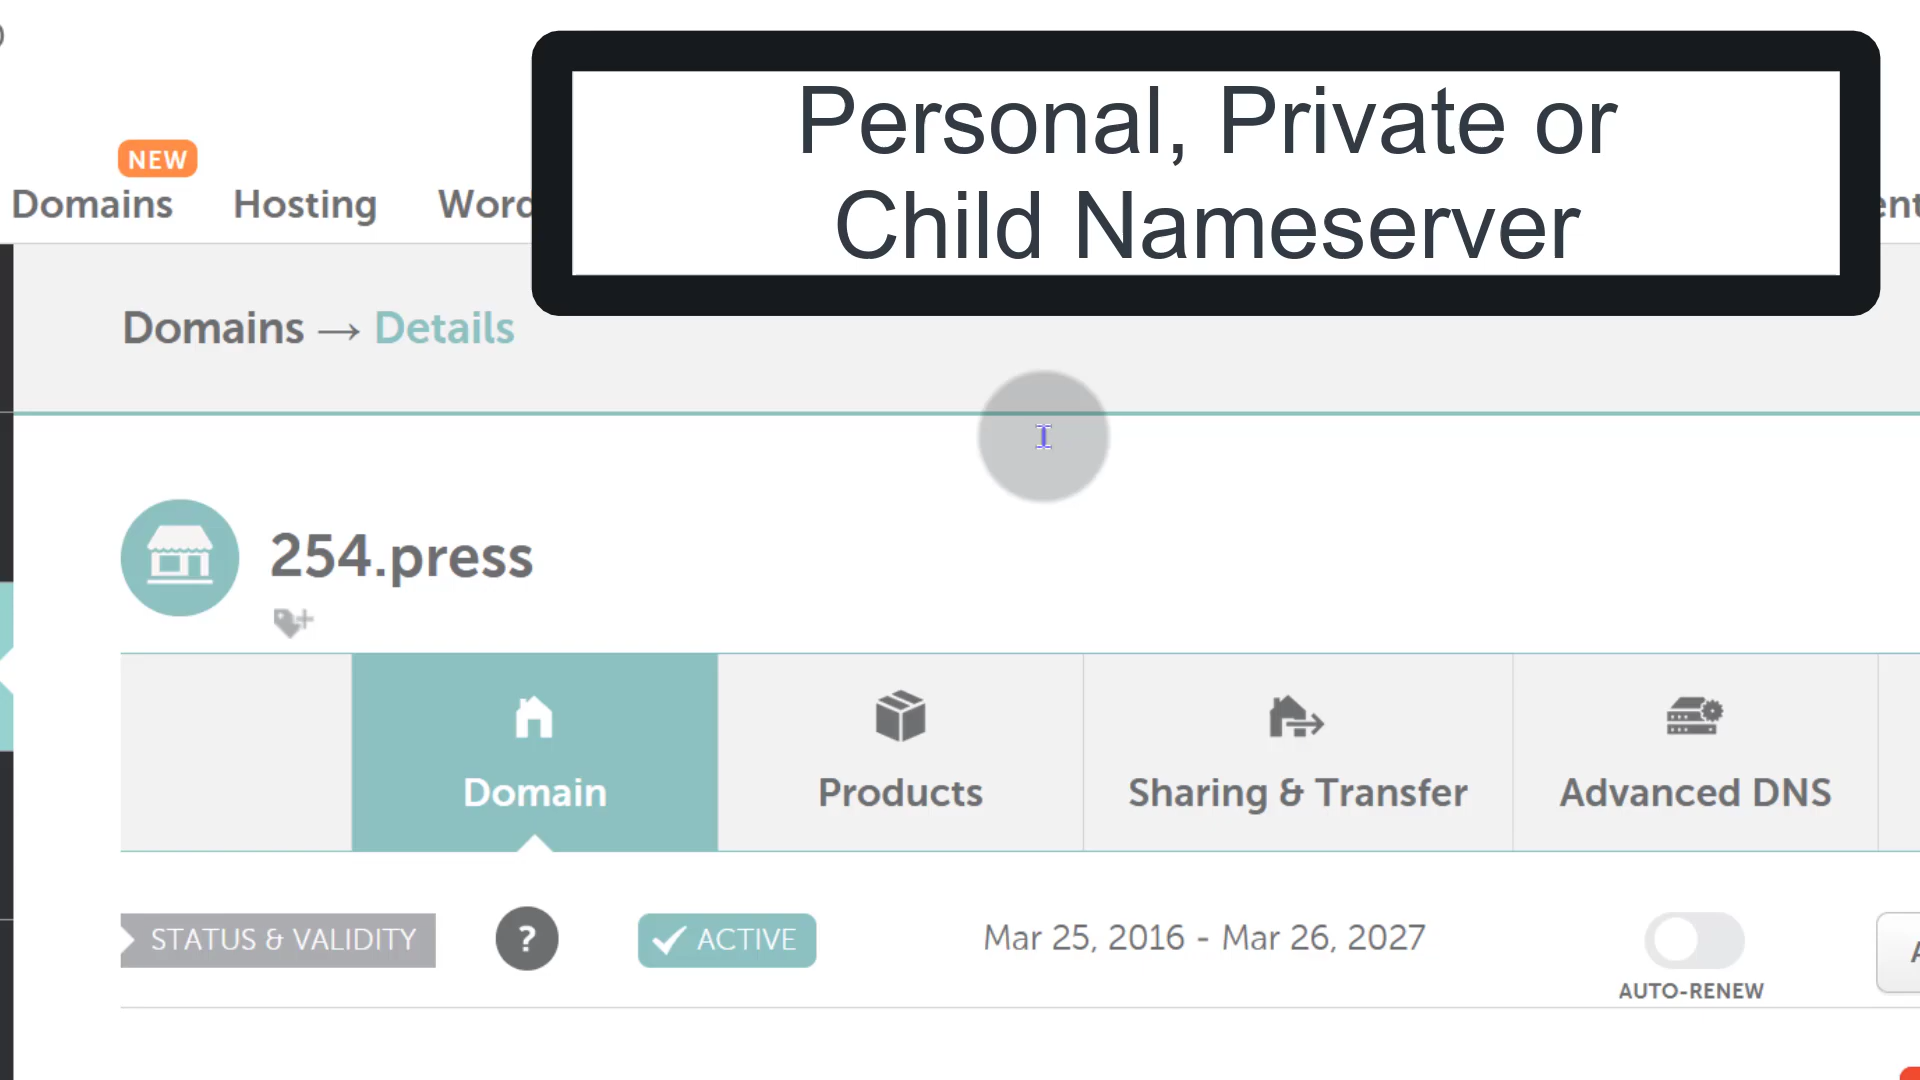 Personal, Private or
Child Nameserver
NEW
Domains Hosting
Domains → Details
254.press
Domain Products Sharing & Transfer Advanced DNS
STATUS & VALIDITY ? ACTIVE Mar 25, 2016 - Mar 26, 2027
AUTO-RENEW